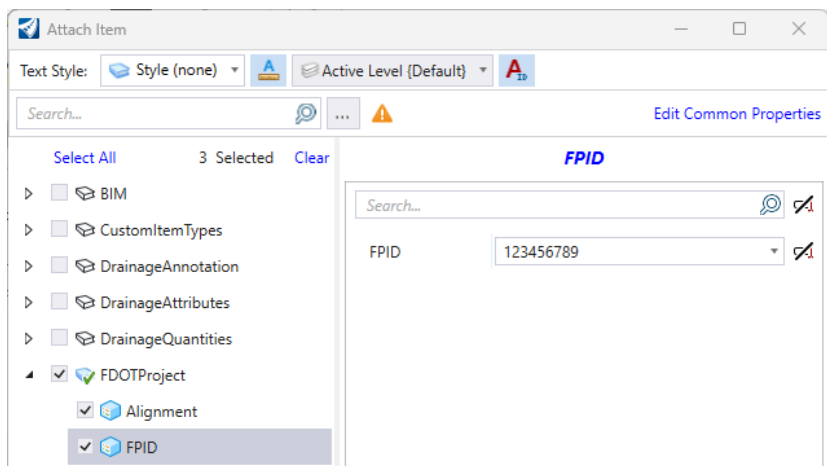 Attach Item
Text Style: Style (none) A Active Level {Default} A ID
Search... ... Edit Common Properties
Select All 3 Selected Clear
FPID
BIM
Search...
CustomItemTypes
FPID 123456789
DrainageAnnotation
DrainageAttributes
DrainageQuantities
FDOTProject
Alignment
FPID